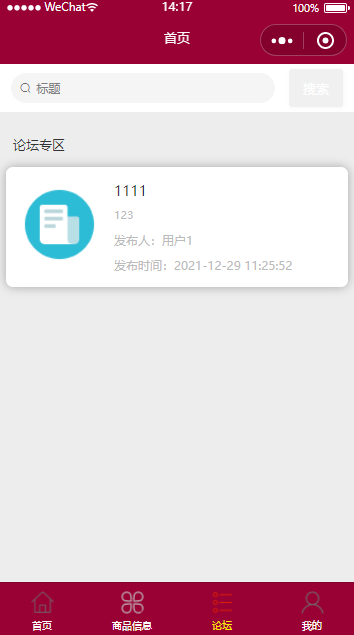 WeChat 14:17 100%
首页
标题 搜索
论坛专区
1111
123
发布人：用户1
发布时间：2021-12-29 11:25:52
首页 商品信息 论坛 我的